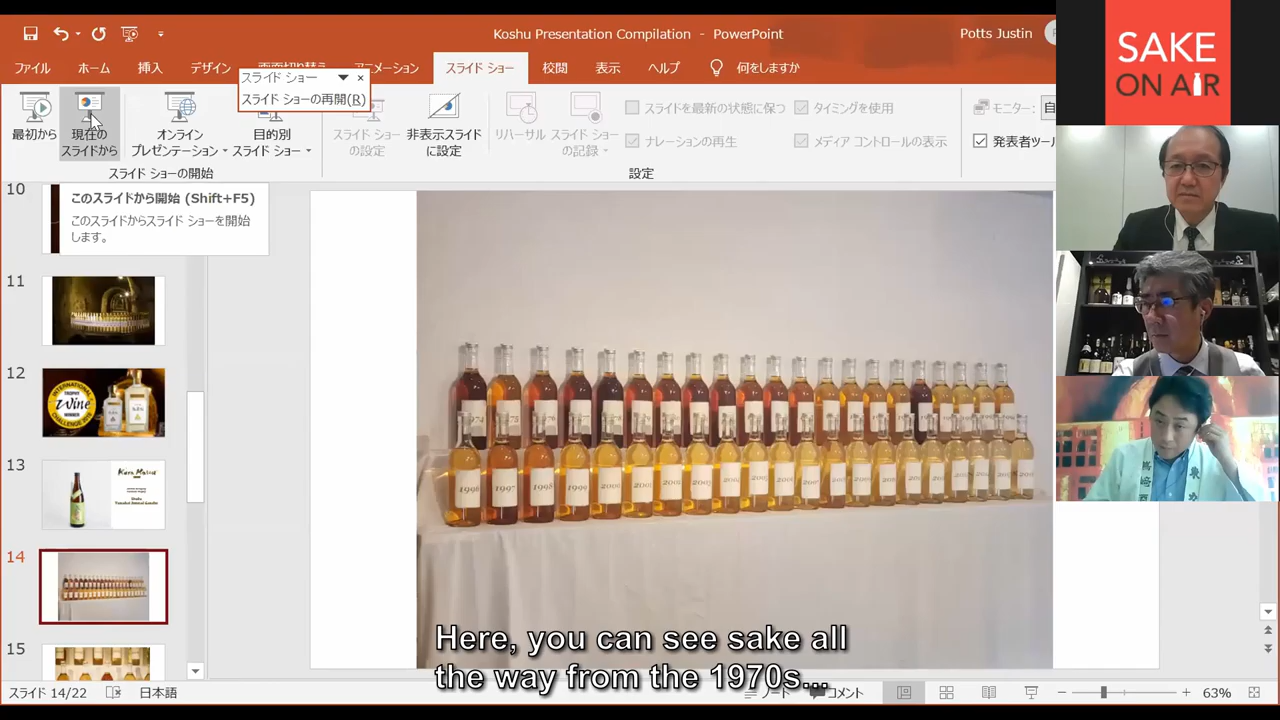 Koshu Presentation Compilation - PowerPoint
Potts Justin
SAKE
ON AIR
ファイル
ホーム
挿入
デザイン
画面切り替え
アニメーション
スライド ショー
校閲
表示
ヘルプ
何をしますか
スライド ショー
スライド ショーの再開(R)
最初から
現在の
スライドから
オンライン
プレゼンテーション
目的別
スライド ショー
スライド ショー
の設定
非表示スライド
に設定
リハーサル
スライド ショー
の記録
スライドを最新の状態に保つ
ナレーションの再生
タイミングを使用
メディア コントロールの表示
モニター:
自
発表者ツー
スライド ショーの開始
設定
このスライドから開始 (Shift+F5)
このスライドからスライド ショーを開始
します。
10
11
12
INTERNATIONAL
TROPHY
Wine
WINNER
13
14
15
1974
1996
1997
1998
1999
Here, you can see sake all
the way from the 1970s...
スライド 14/22
日本語
ノート
コメント
63%